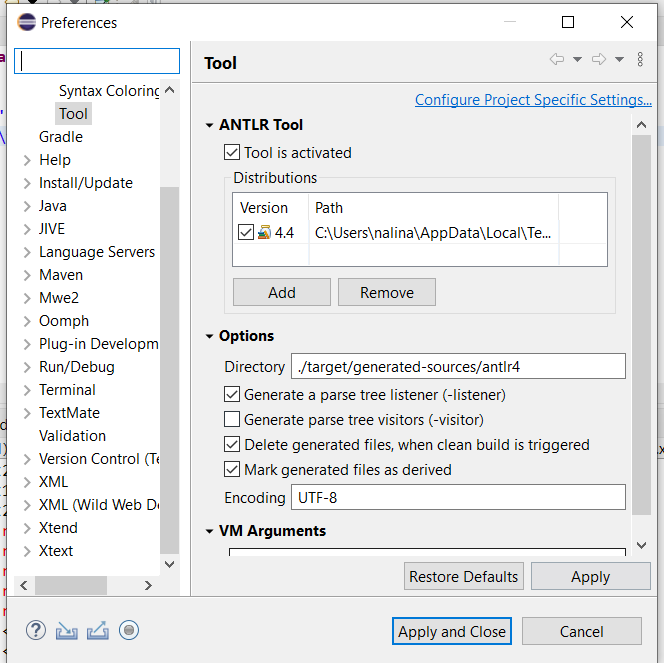 Preferences
Syntax Coloring
Tool
Gradle
Help
Install/Update
Java
JIVE
Language Servers
Maven
Mwe2
Oomph
Plug-in Developm
Run/Debug
Terminal
TextMate
Validation
Version Control (Te
XML
XML (Wild Web De
Xtend
Xtext
Tool
Configure Project Specific Settings...
ANTLR Tool
Tool is activated
Distributions
Version Path
4.4 C:\Users\nalina\AppData\Local\Te...
Add Remove
Options
Directory ./target/generated-sources/antlr4
Generate a parse tree listener (-listener)
Generate parse tree visitors (-visitor)
Delete generated files, when clean build is triggered
Mark generated files as derived
Encoding UTF-8
VM Arguments
Restore Defaults Apply
Apply and Close Cancel